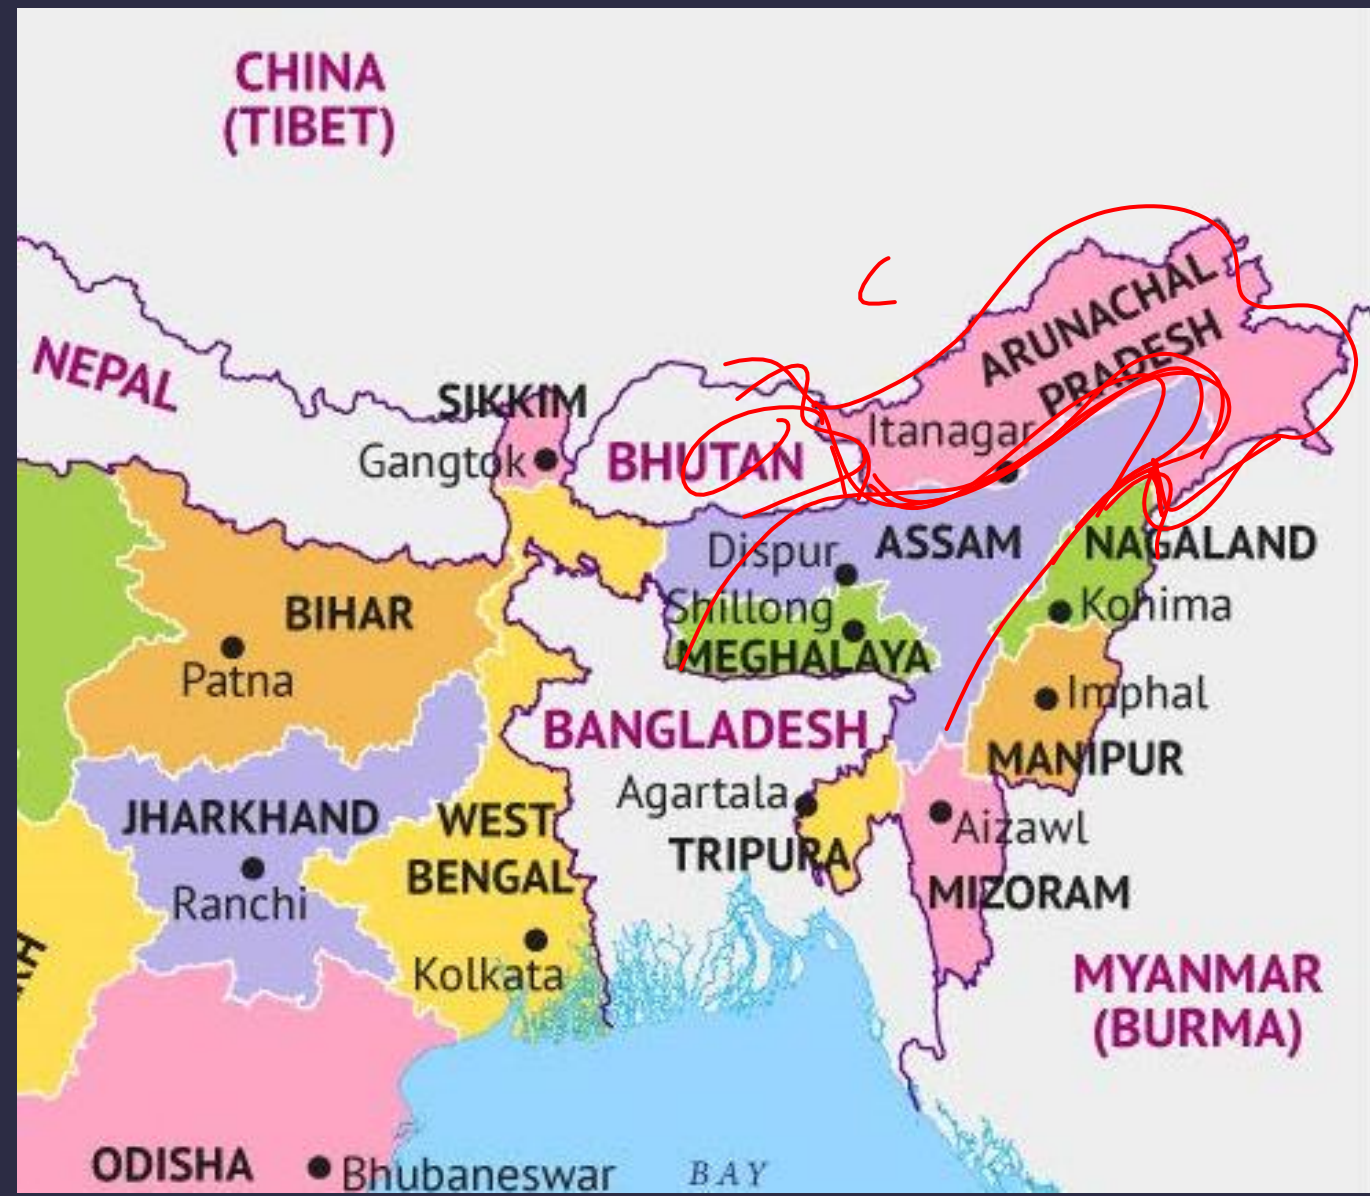 CHINA
(TIBET)
NEPAL
SIKKIM
Gangtok
BHUTAN
ARUNACHAL
PRADESH
Itanagar
Dispur
ASSAM
NAGALAND
Shillong
Kohima
MEGHALAYA
BIHAR
Patna
Imphal
BANGLADESH
MANIPUR
Agartala
JHARKHAND
WEST
BENGAL
TRIPURA
Aizawl
Ranchi
MIZORAM
Kolkata
MYANMAR
(BURMA)
ODISHA
Bhubaneswar
BAY